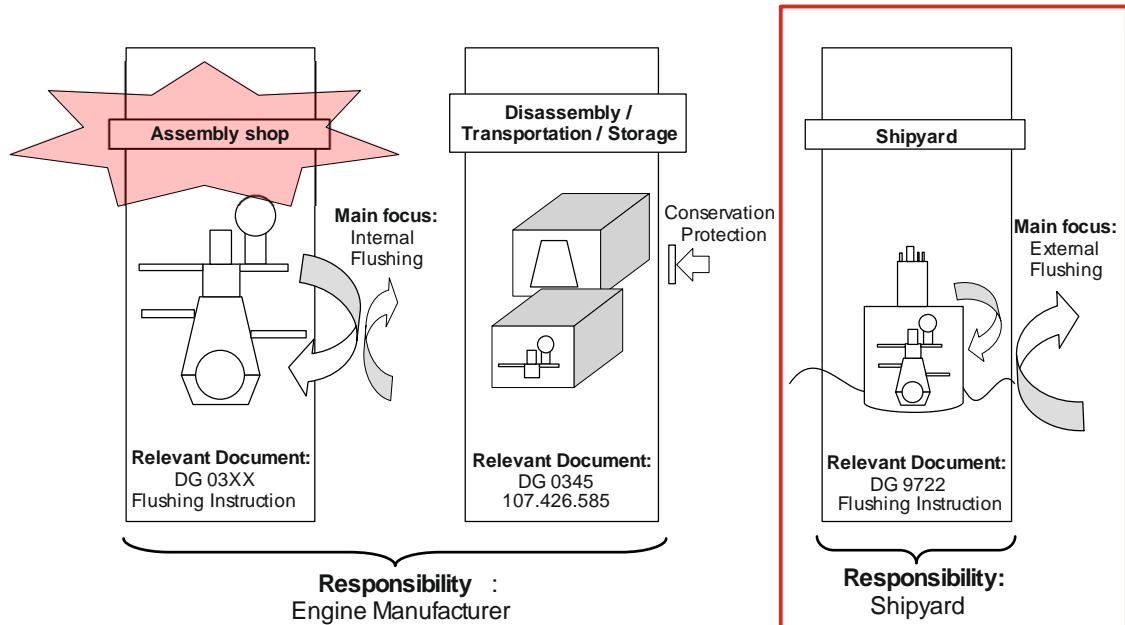 Assembly shop
Main focus:
Internal
Flushing
Relevant Document:
DG 03XX
Flushing Instruction
Disassembly /
Transportation / Storage
Conservation
Protection
Relevant Document:
DG 0345
107.426.585
Responsibility :
Engine Manufacturer
Shipyard
Main focus:
External
Flushing
Relevant Document:
DG 9722
Flushing Instruction
Responsibility:
Shipyard